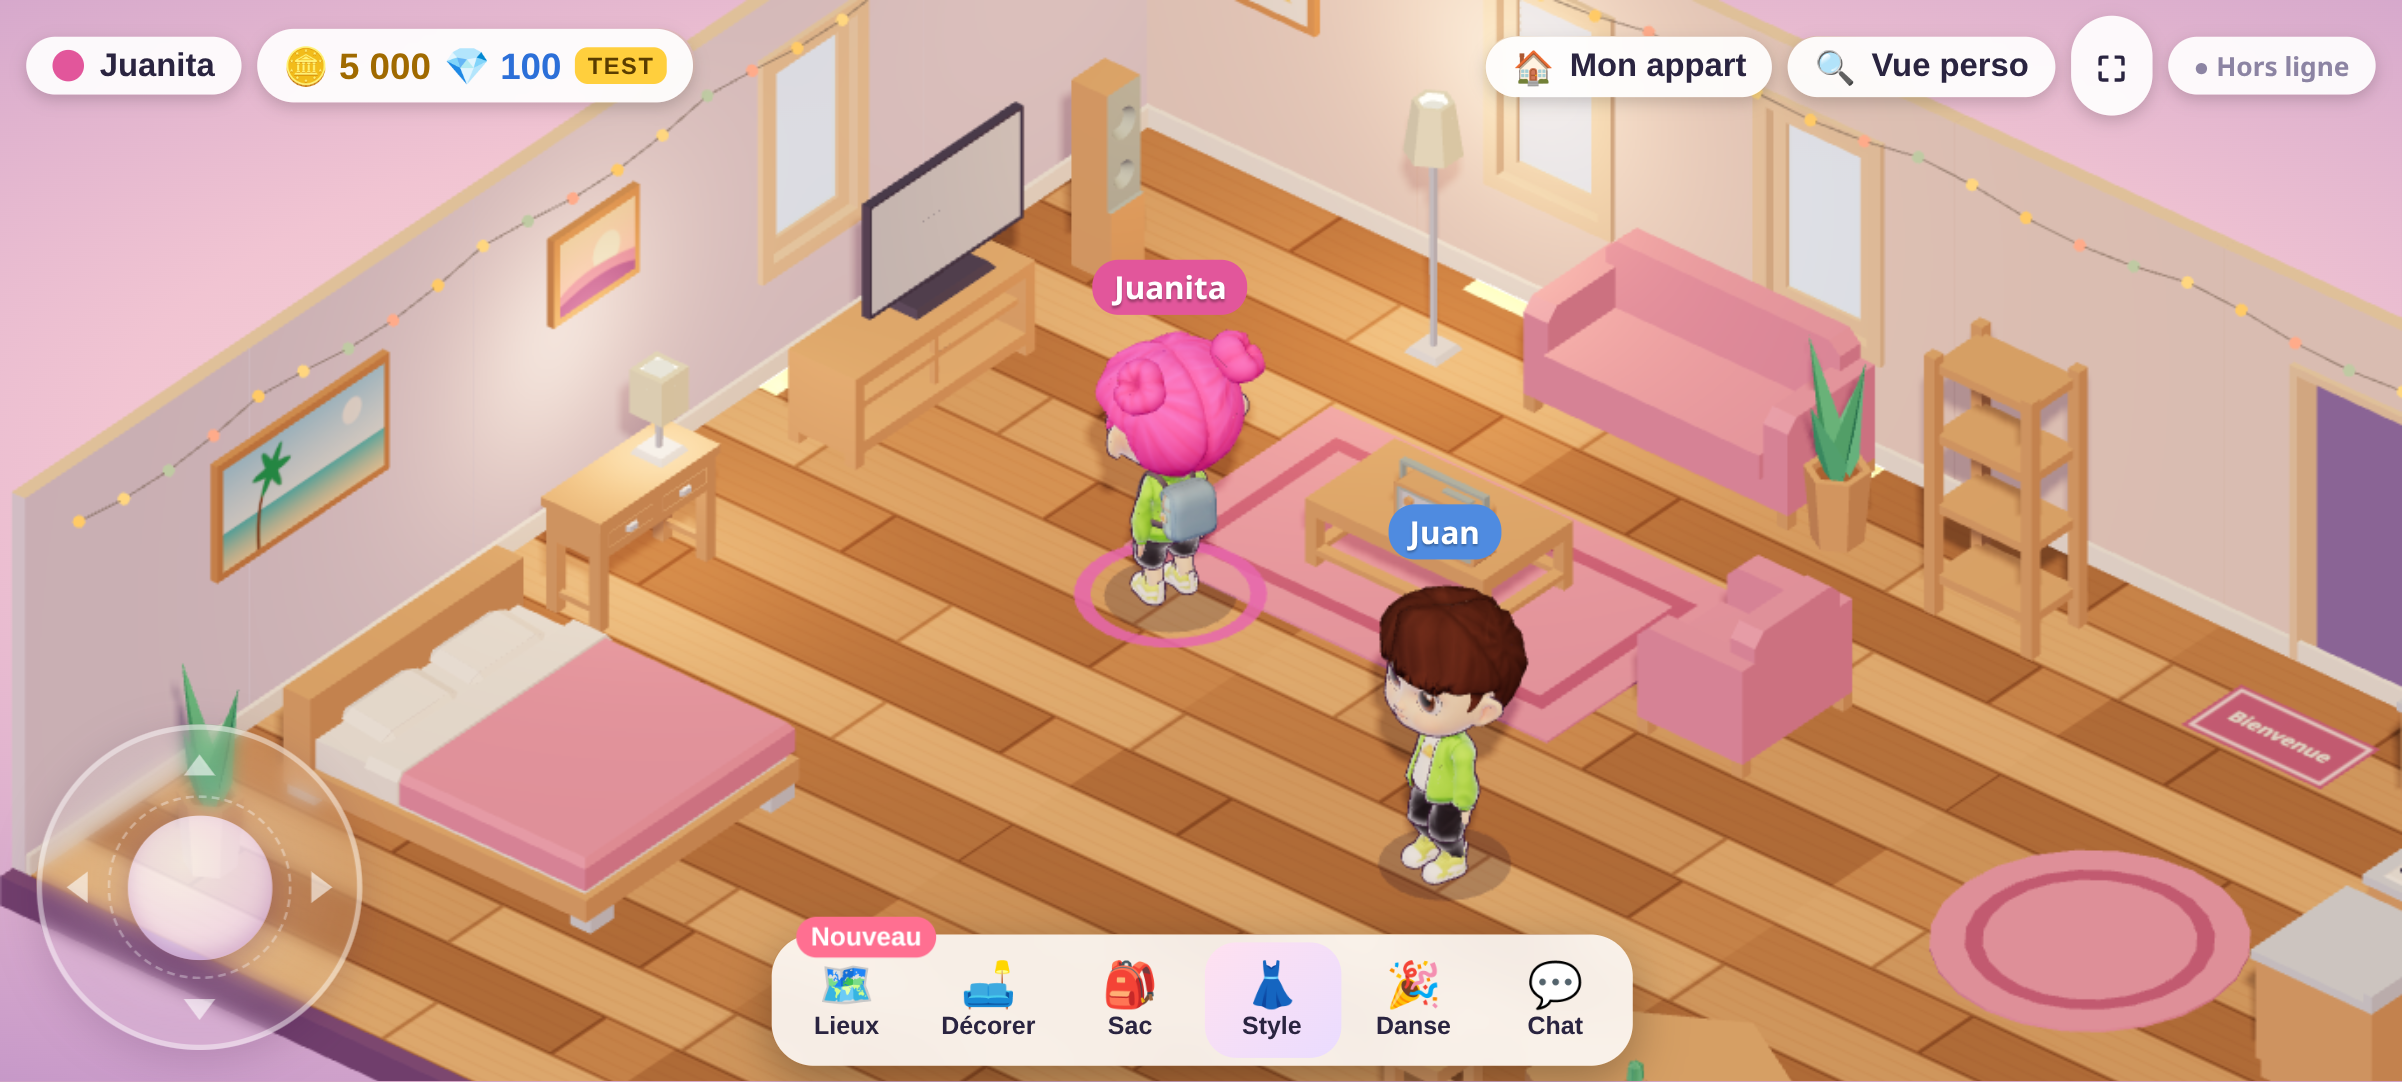 Juanita
5 000
100
TEST
Mon appart
Vue perso
Hors ligne
Juanita
Juan
Bienvenue
Nouveau
Lieux
Décorer
Sac
Style
Danse
Chat